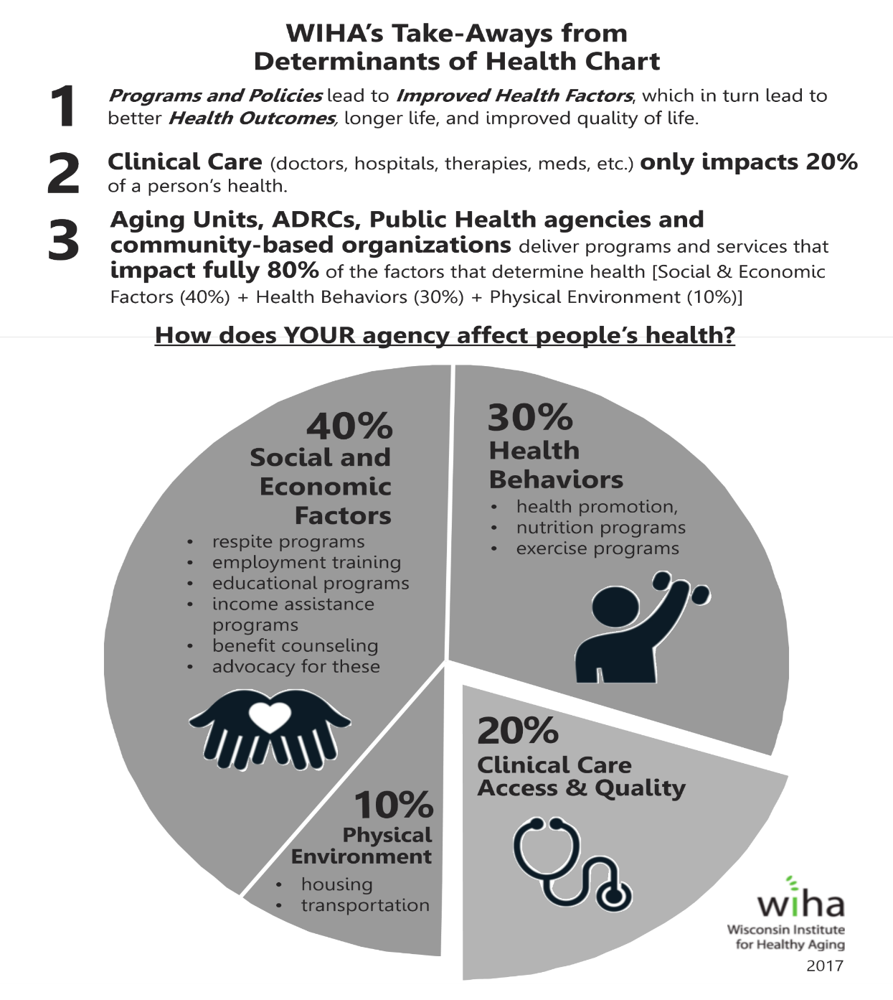 WIHA’s Take-Aways from
Determinants of Health Chart
1 Programs and Policies lead to Improved Health Factors, which in turn lead to
better Health Outcomes, longer life, and improved quality of life.
2 Clinical Care (doctors, hospitals, therapies, meds, etc.) only impacts 20%
of a person’s health.
3 Aging Units, ADRCs, Public Health agencies and
community-based organizations deliver programs and services that
impact fully 80% of the factors that determine health [Social & Economic
Factors (40%) + Health Behaviors (30%) + Physical Environment (10%)]
How does YOUR agency affect people’s health?
40%
Social and
Economic
Factors
• respite programs
• employment training
• educational programs
• income assistance
programs
• benefit counseling
• advocacy for these
30%
Health
Behaviors
• health promotion,
• nutrition programs
• exercise programs
10%
Physical
Environment
• housing
• transportation
20%
Clinical Care
Access & Quality
wiha
Wisconsin Institute
for Healthy Aging
2017